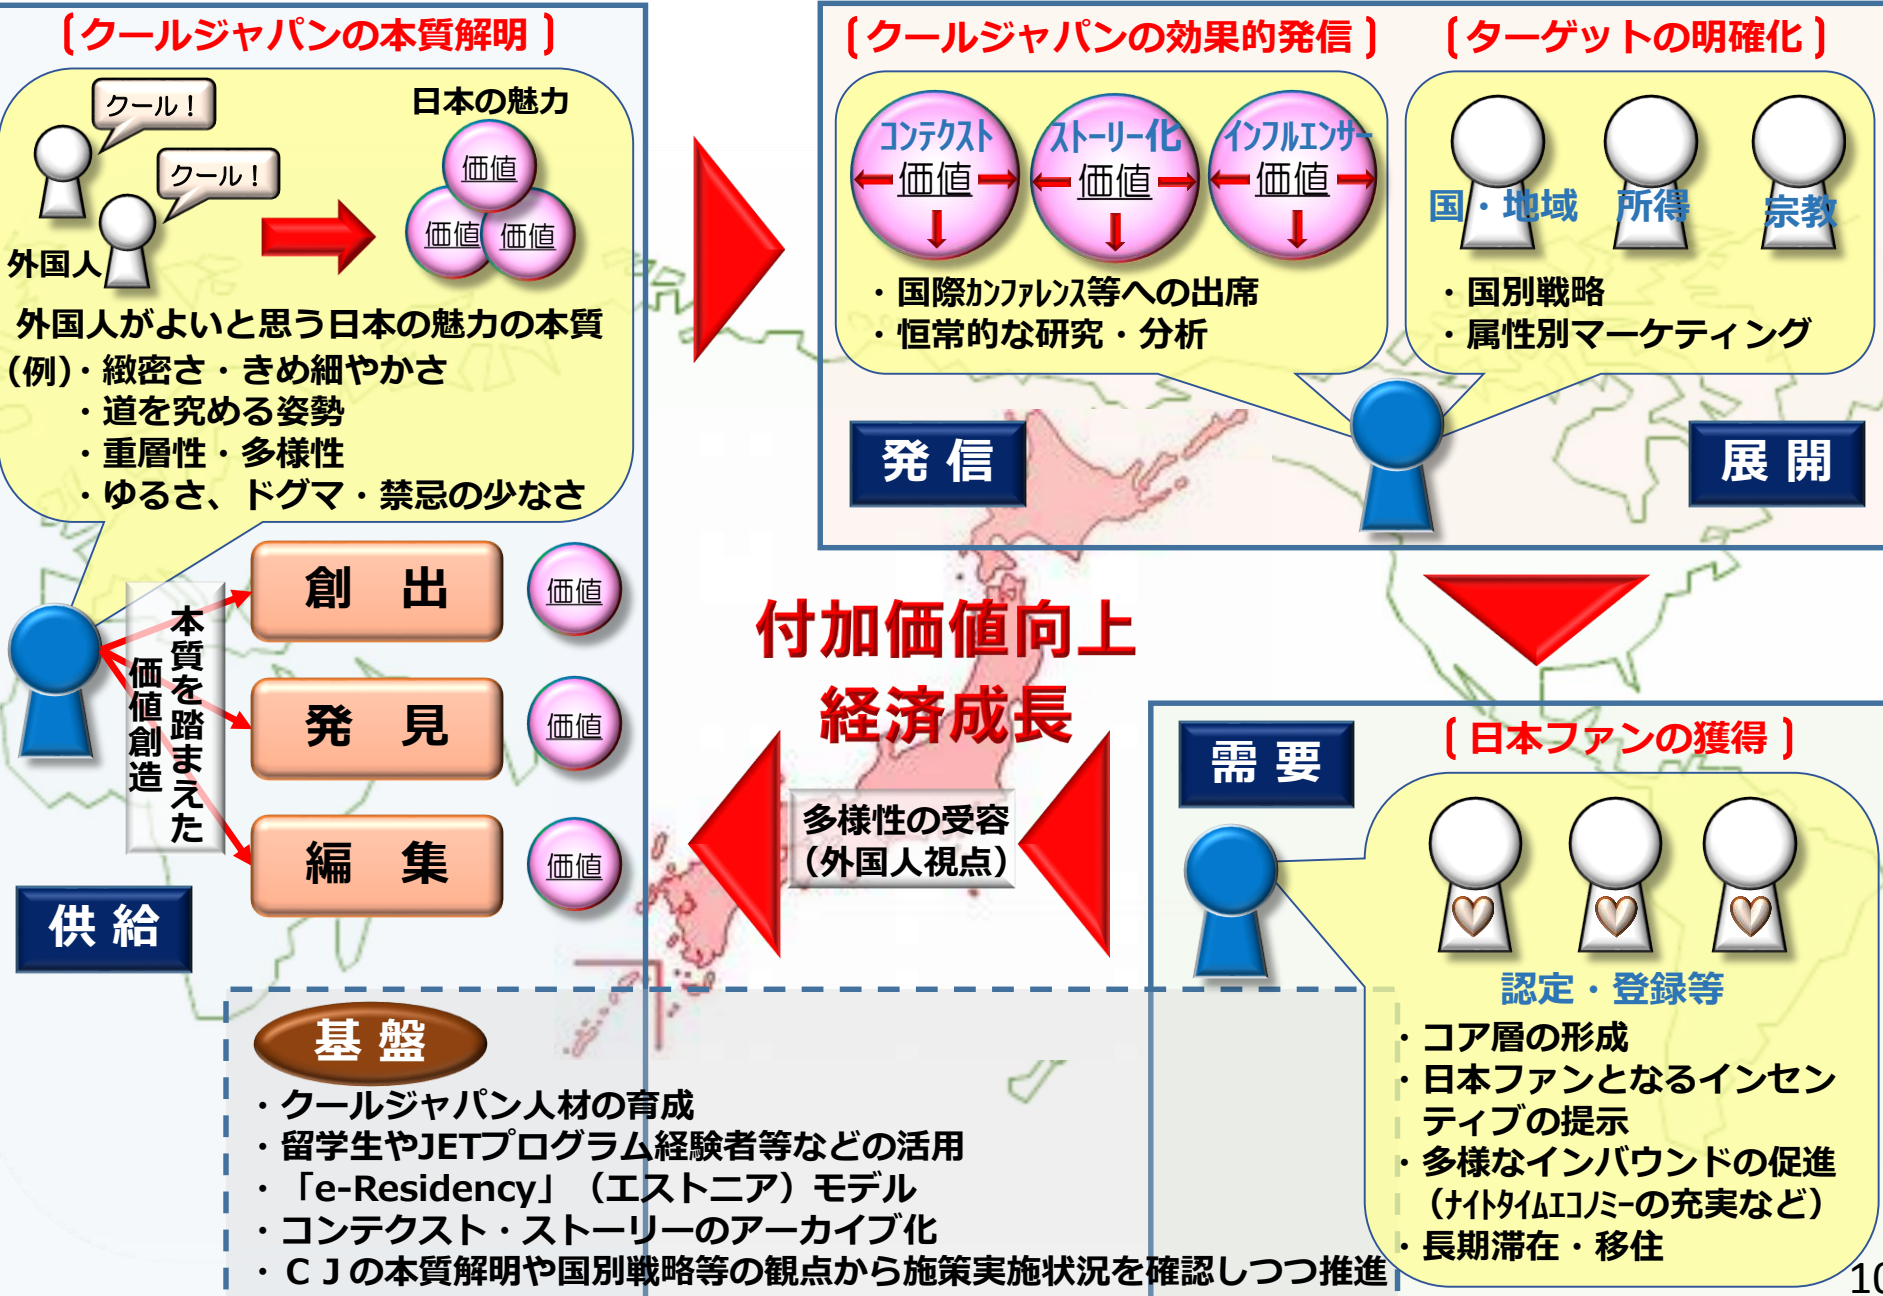 〔クールジャパンの本質解明〕
クール！
クール！
外国人
日本の魅力
価値
価値
価値
外国人がよいと思う日本の魅力の本質
(例)・緻密さ・きめ細やかさ
・道を究める姿勢
・重層性・多様性
・ゆるさ、ドグマ・禁忌の少なさ
本質を踏まえた
価値創造
創　出
価値
発　見
価値
編　集
価値
供 給
〔クールジャパンの効果的発信〕
コンテクスト
価値
ストーリー化
価値
インフルエンサー
価値
・国際カンファレンス等への出席
・恒常的な研究・分析
発 信
〔ターゲットの明確化〕
国・地域
所得
宗教
・国別戦略
・属性別マーケティング
展 開
付加価値向上
経済成長
多様性の受容
（外国人視点）
需 要
〔日本ファンの獲得〕
認定・登録等
・コア層の形成
・日本ファンとなるインセン
ティブの提示
・多様なインバウンドの促進
（ナイトタイムエコノミーの充実など）
・長期滞在・移住
基 盤
・クールジャパン人材の育成
・留学生やJETプログラム経験者等などの活用
・「e-Residency」（エストニア）モデル
・コンテクスト・ストーリーのアーカイブ化
・ＣＪの本質解明や国別戦略等の観点から施策実施状況を確認しつつ推進
10